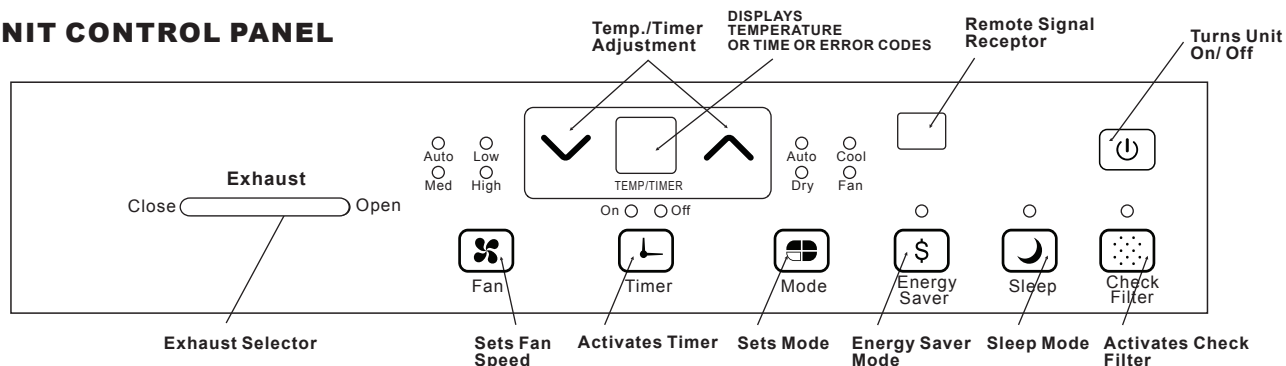 NIT CONTROL PANEL
Temp./Timer
Adjustment
DISPLAYS
TEMPERATURE
OR TIME OR ERROR CODES
Remote Signal
Receptor
Turns Unit
On/ Off
Auto Low
Med High
TEMP/TIMER
Auto Cool
Dry Fan
Exhaust
Close Open
On Off
$
Fan
Timer
Mode
Energy
Saver
Sleep
Check
Filter
Exhaust Selector
Sets Fan
Speed
Activates Timer
Sets Mode
Energy Saver
Mode
Sleep Mode
Activates Check
Filter